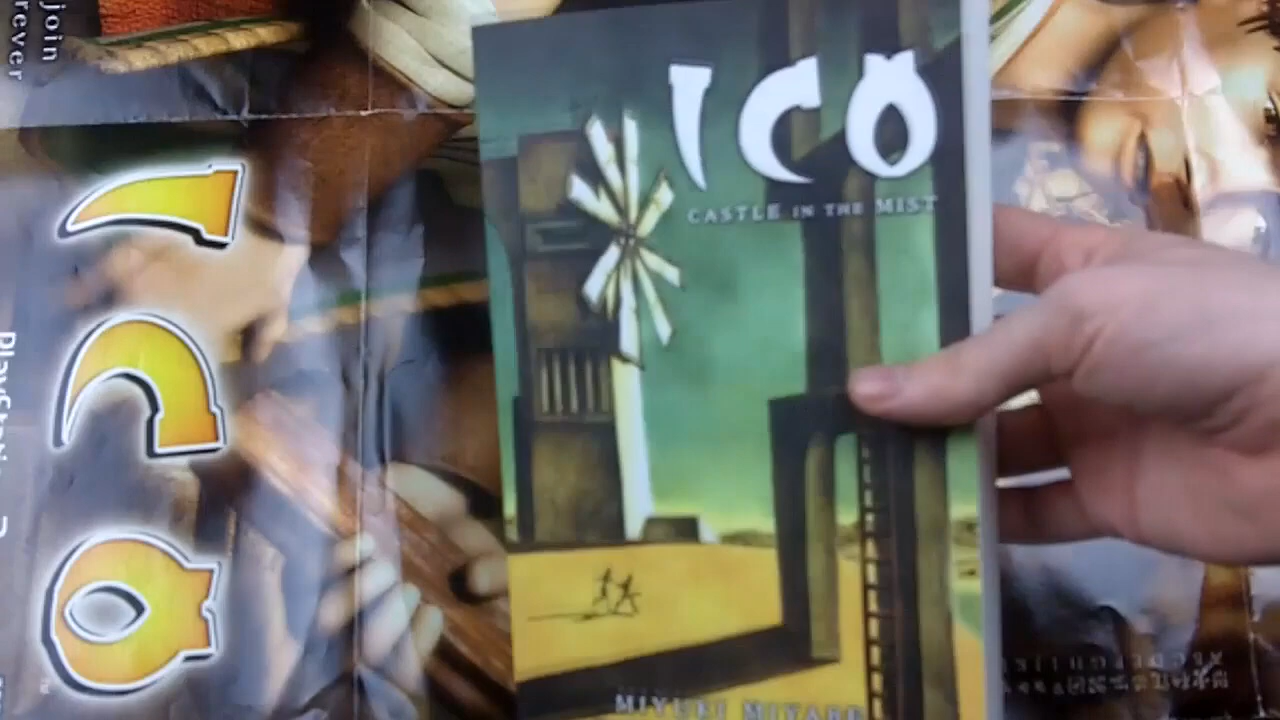 join
rever
ICO
ICO
CASTLE IN THE MIST
PlayStation 2
MIYUKI MIYABE